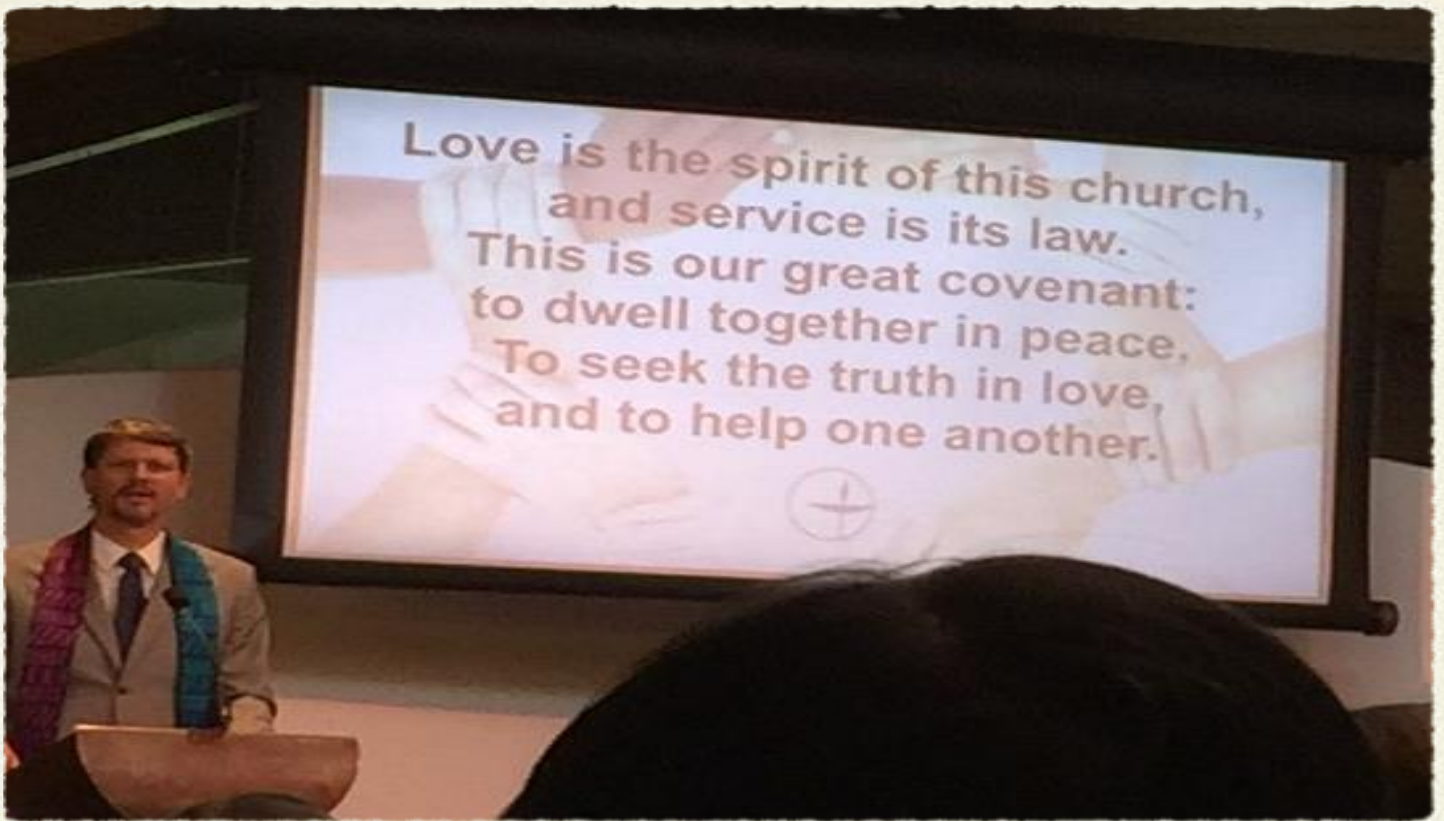 Love is the spirit of this church,
and service is its law.
This is our great covenant:
to dwell together in peace,
To seek the truth in love,
and to help one another.